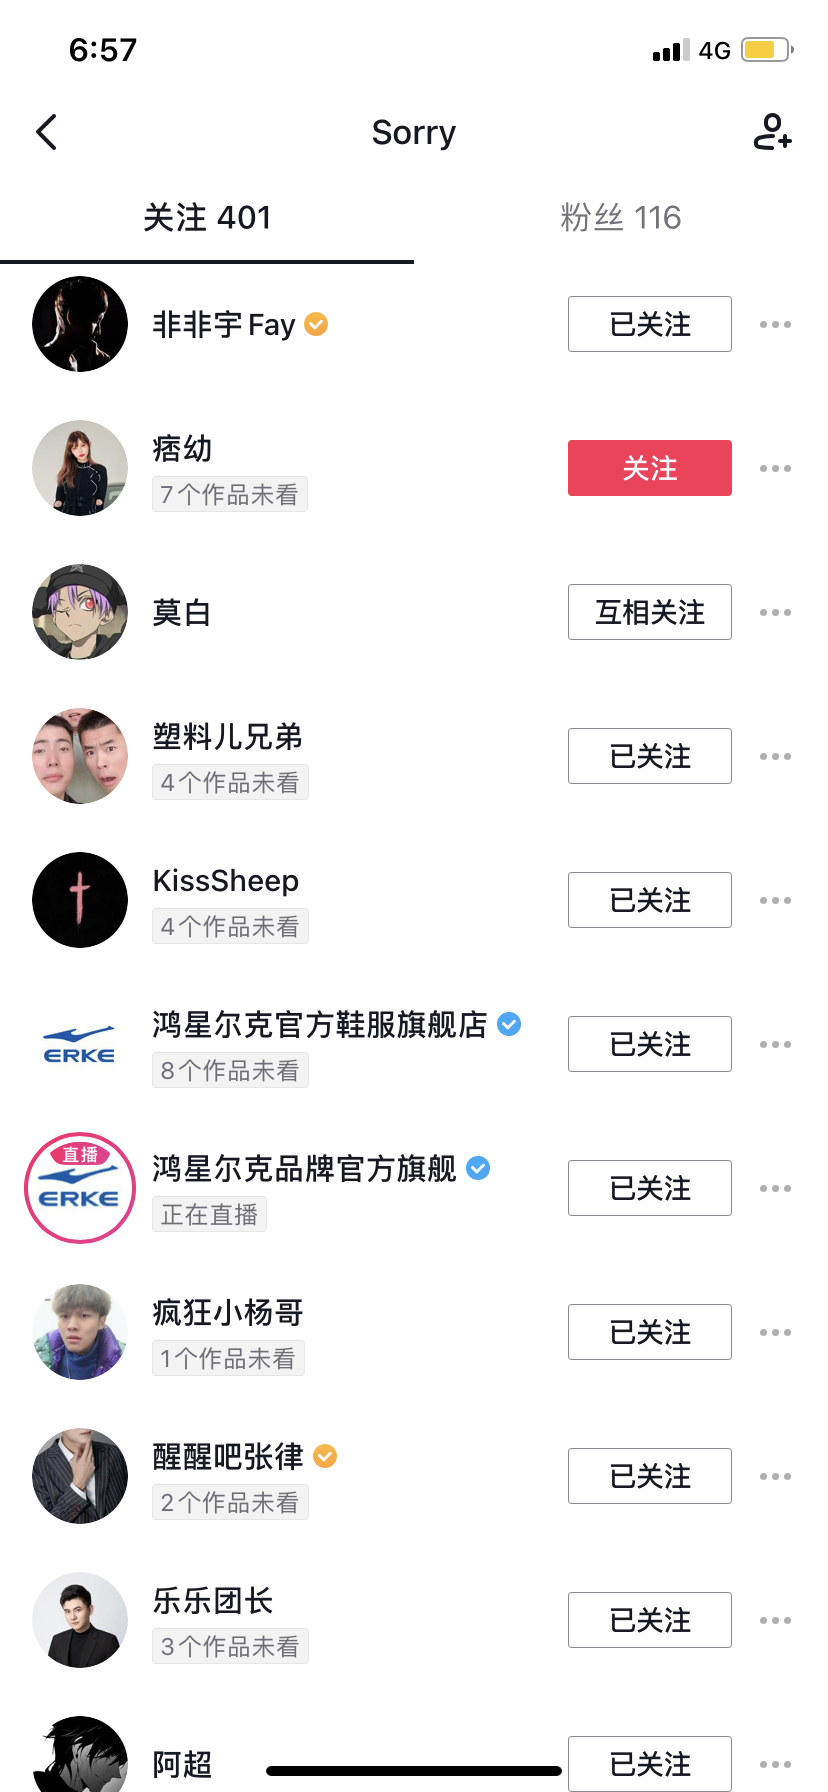 6:57
4G
Sorry
关注 401
粉丝 116
非非宇Fay
已关注
痞幼
7个作品未看
关注
莫白
互相关注
塑料儿兄弟
4个作品未看
已关注
KissSheep
4个作品未看
已关注
ERKE
鸿星尔克官方鞋服旗舰店
8个作品未看
已关注
直播
ERKE
鸿星尔克品牌官方旗舰
正在直播
已关注
疯狂小杨哥
1个作品未看
已关注
醒醒吧张律
2个作品未看
已关注
乐乐团长
3个作品未看
已关注
阿超
已关注